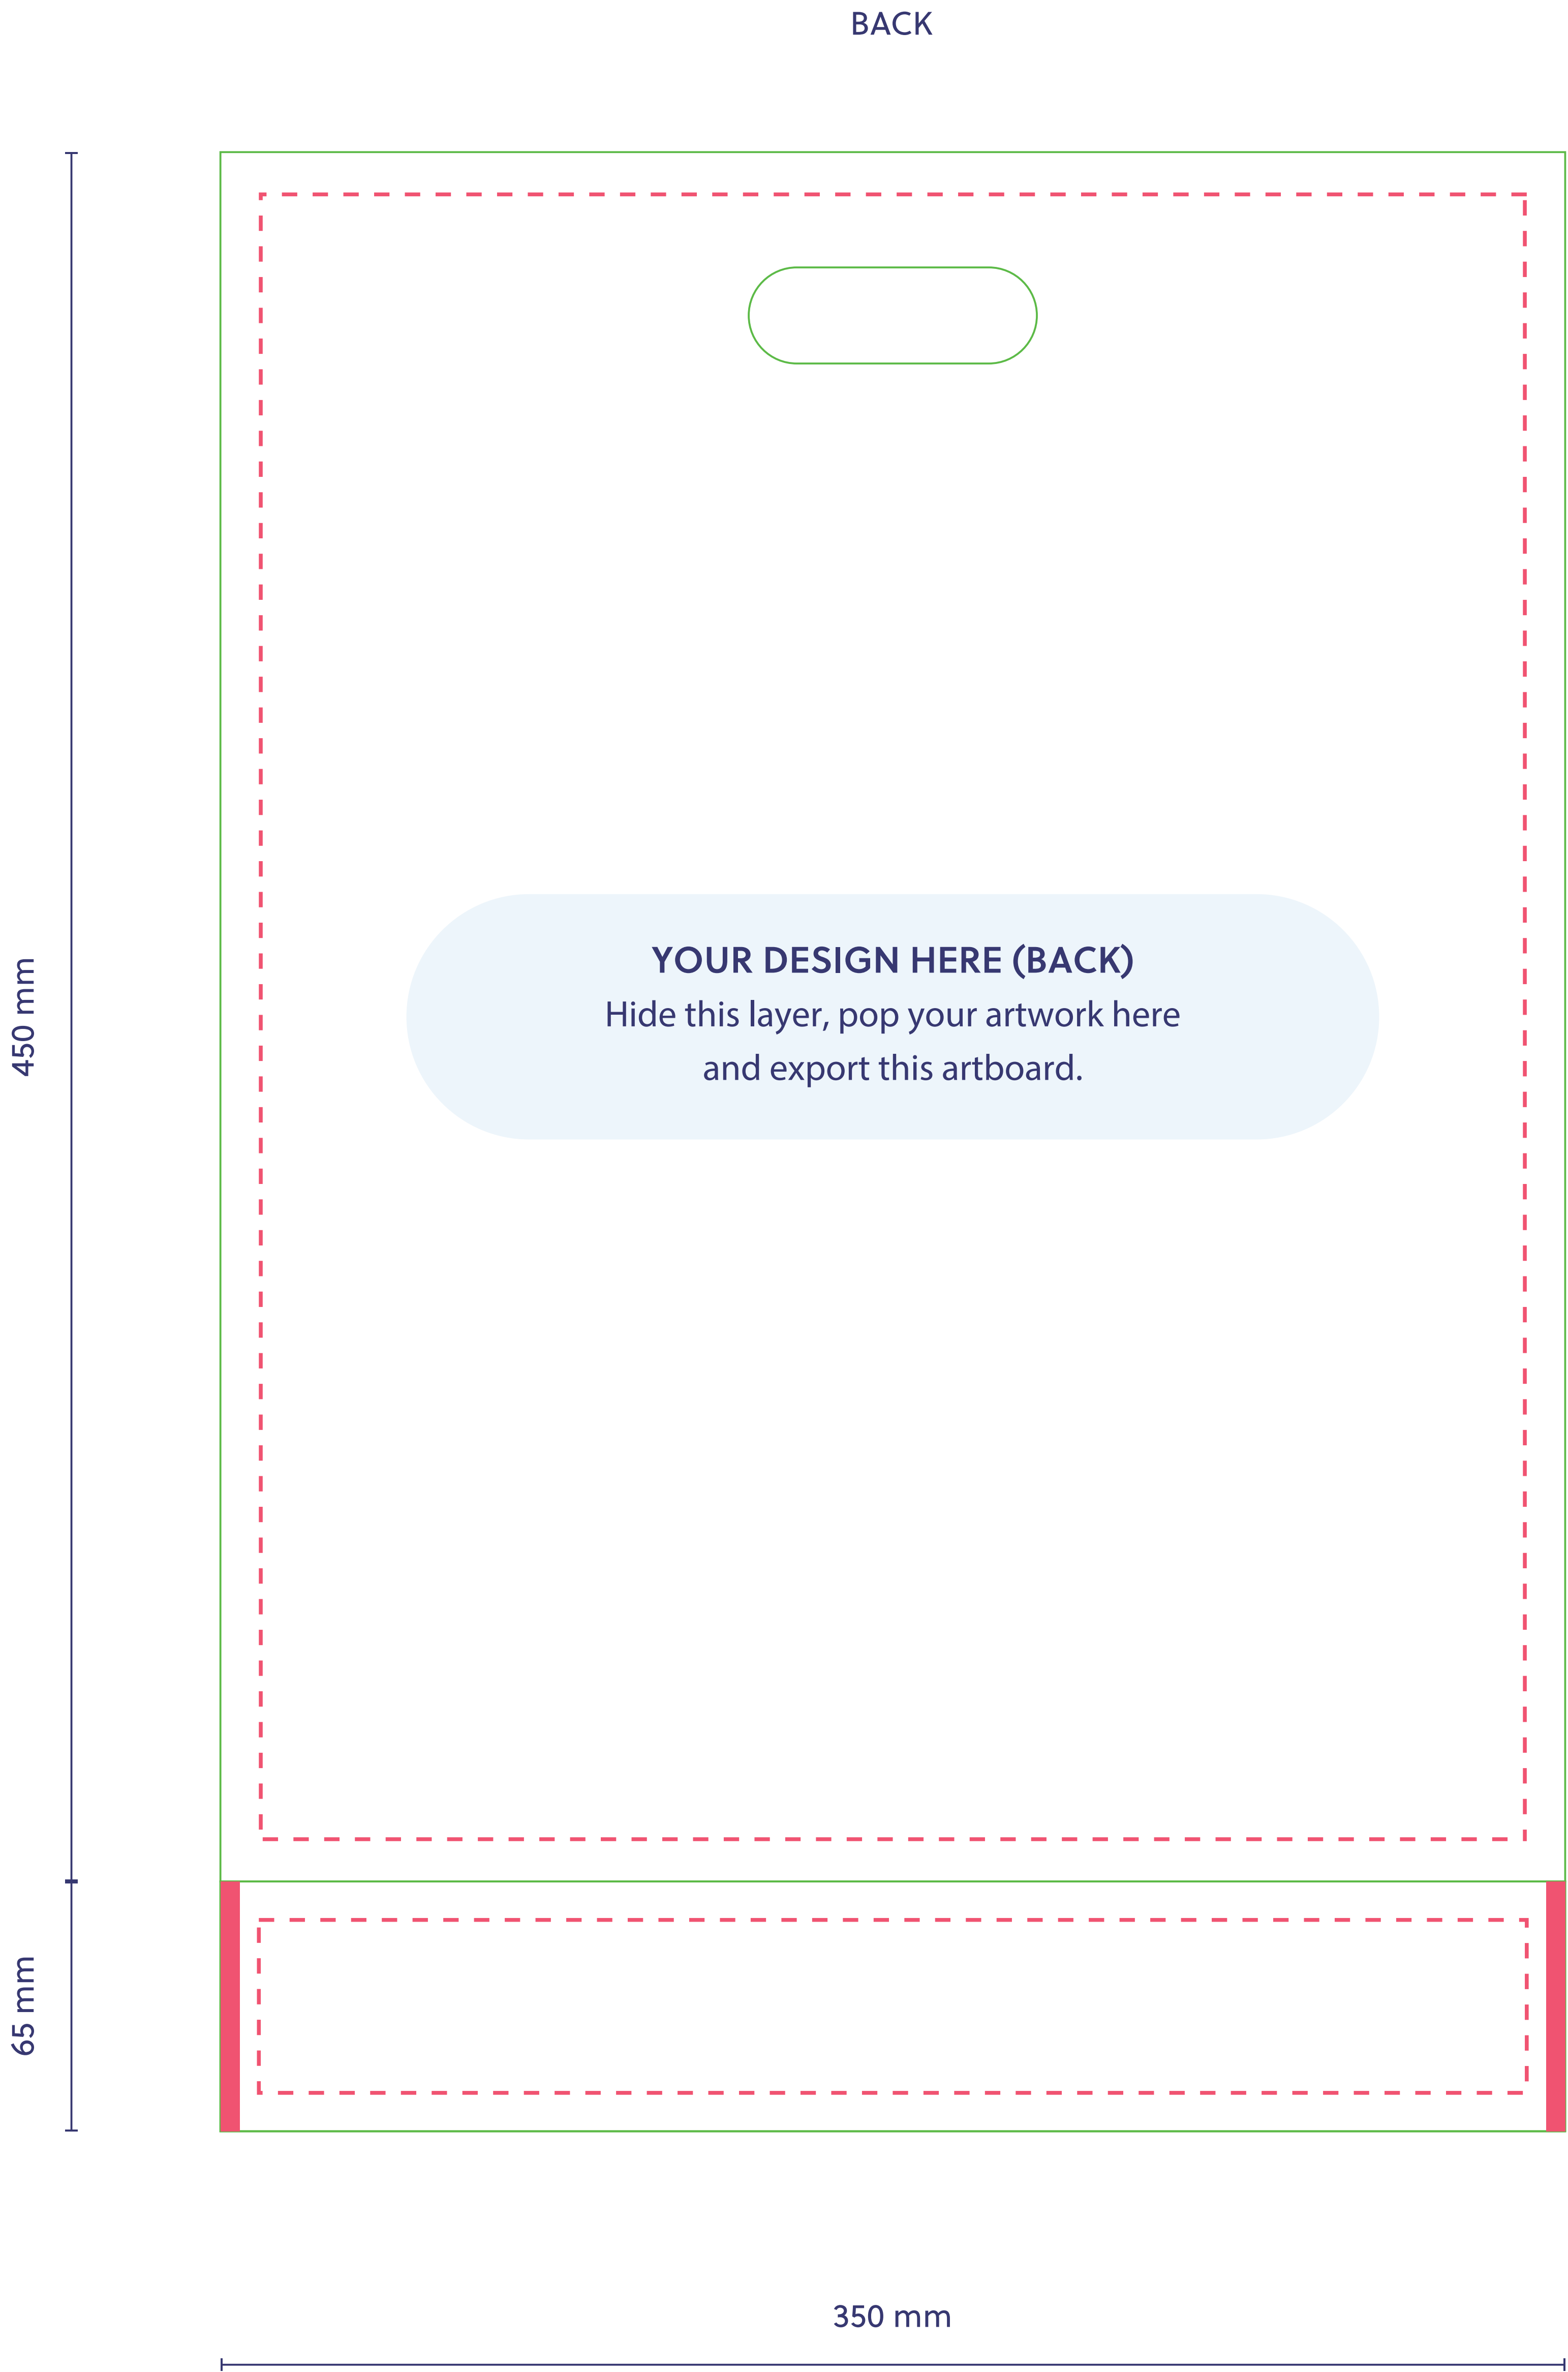 BACK
YOUR DESIGN HERE (BACK)
Hide this layer, pop your artwork here
and export this artboard.
450 mm
65 mm
350 mm